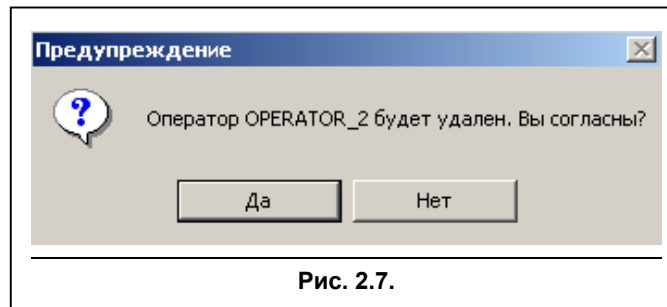 Предупреждение
Оператор OPERATOR_2 будет удален. Вы согласны?
Да
Нет
Рис. 2.7.